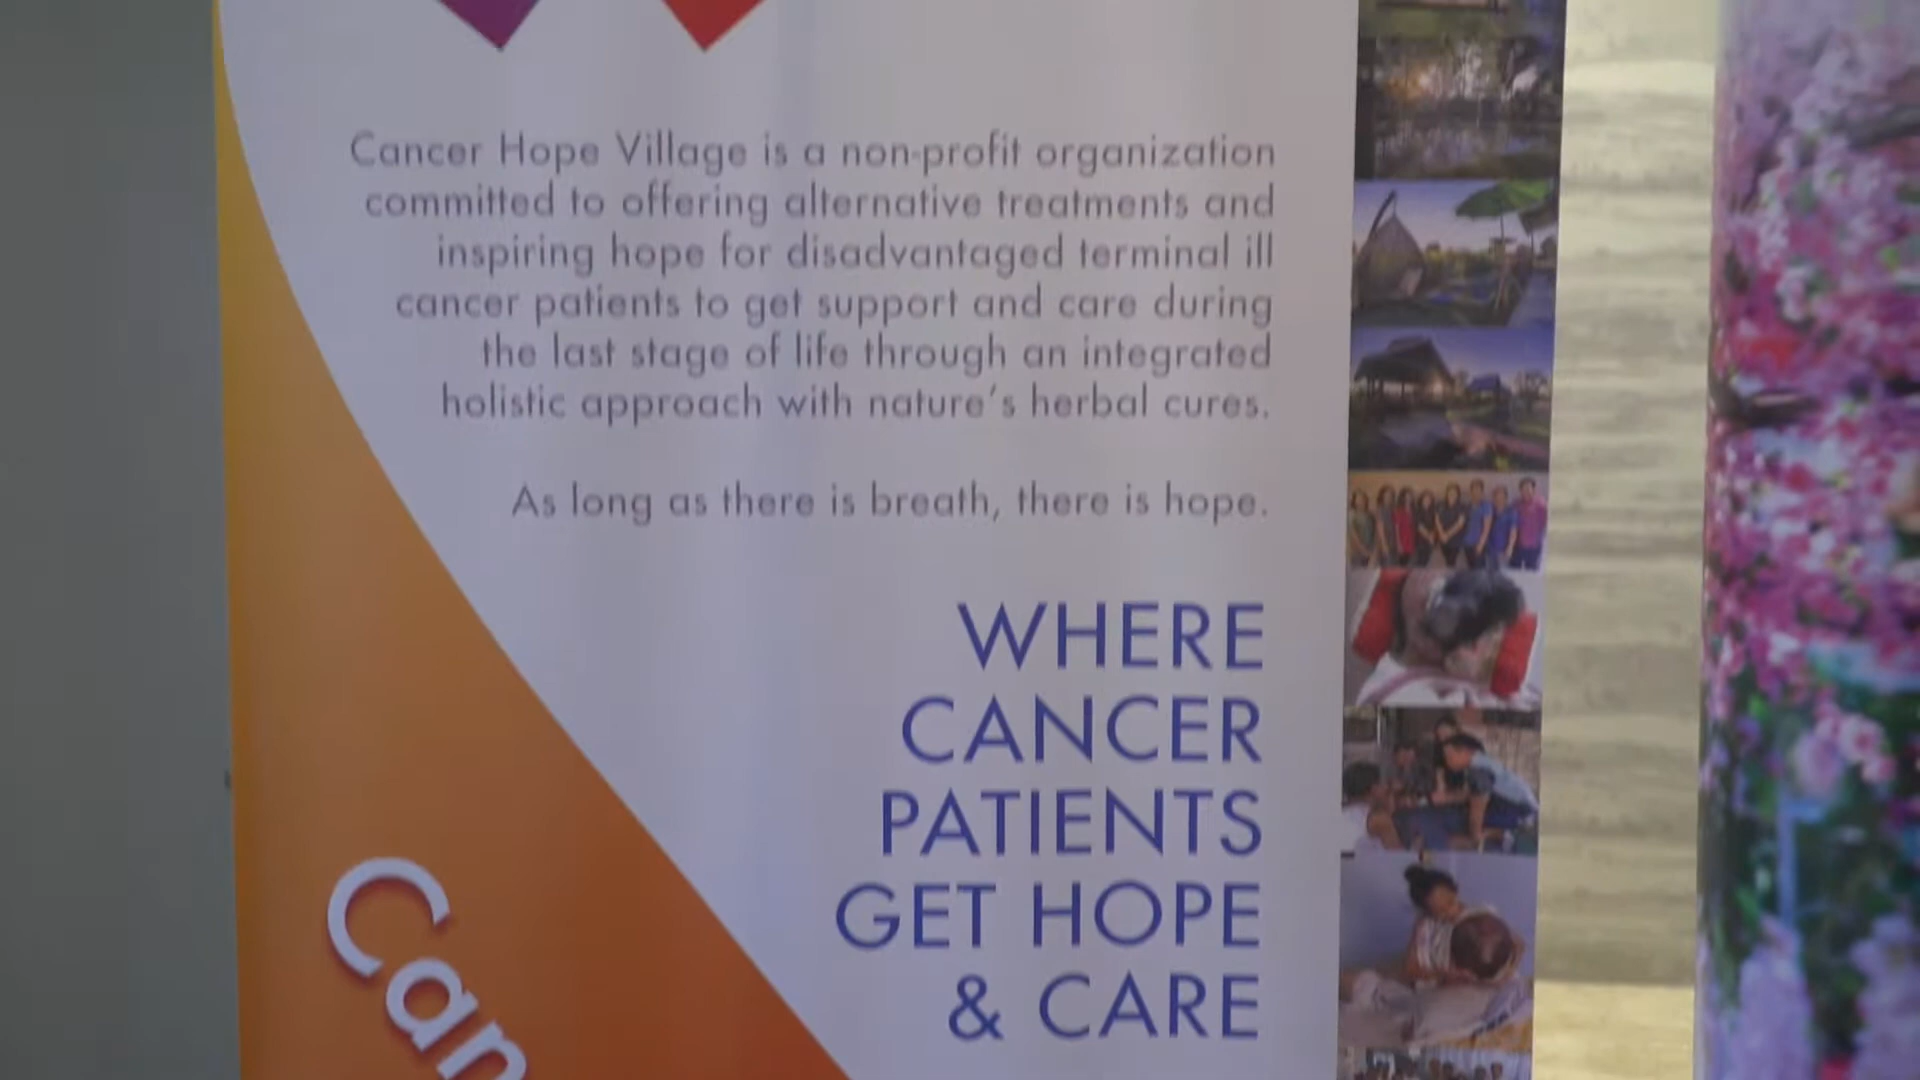 Cancer Hope Village is a non-profit organization
committed to offering alternative treatments and
inspiring hope for disadvantaged terminal ill
cancer patients to get support and care during
the last stage of life through an integrated
holistic approach with nature's herbal cures.
As long as there is breath, there is hope.
WHERE
CANCER
PATIENTS
GET HOPE
& CARE
Can